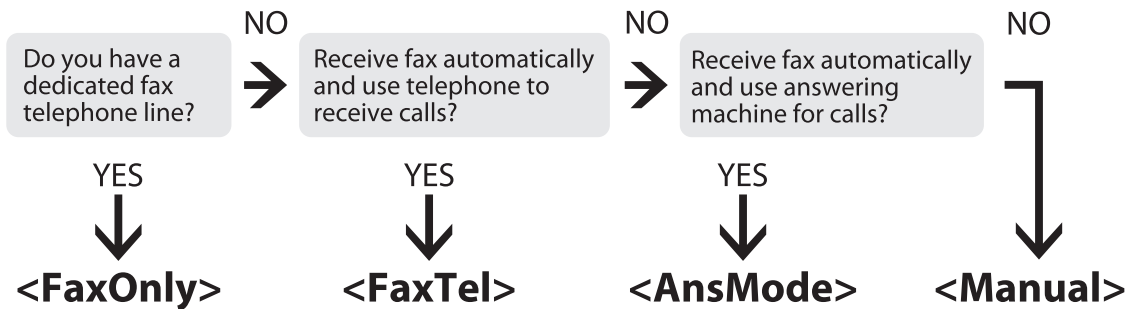 NO
NO
NO
Do you have a
dedicated fax
telephone line?
Receive fax automatically
and use telephone to
receive calls?
Receive fax automatically
and use answering
machine for calls?
YES
YES
YES
<FaxOnly>
<FaxTel>
<AnsMode>
<Manual>